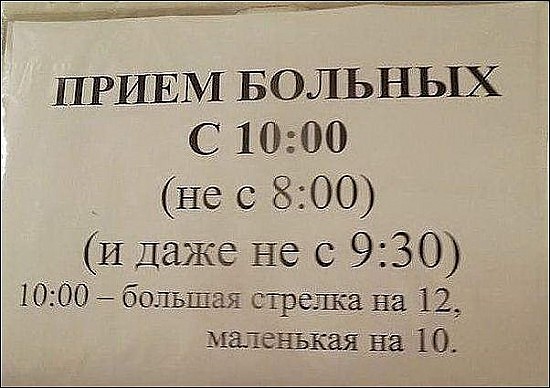 ПРИЕМ БОЛЬНЫХ
С 10:00
(не с 8:00)
(и даже не с 9:30)
10:00 – большая стрелка на 12,
маленькая на 10.